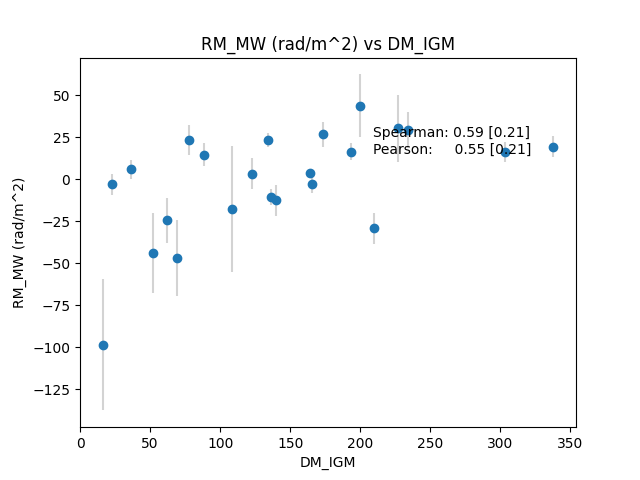 RM_MW (rad/m^2) vs DM_IGM
50
25
0
−25
−50
−75
−100
−125
RM_MW (rad/m^2)
Spearman: 0.59 [0.21]
Pearson: 0.55 [0.21]
0 50 100 150 200 250 300 350
DM_IGM